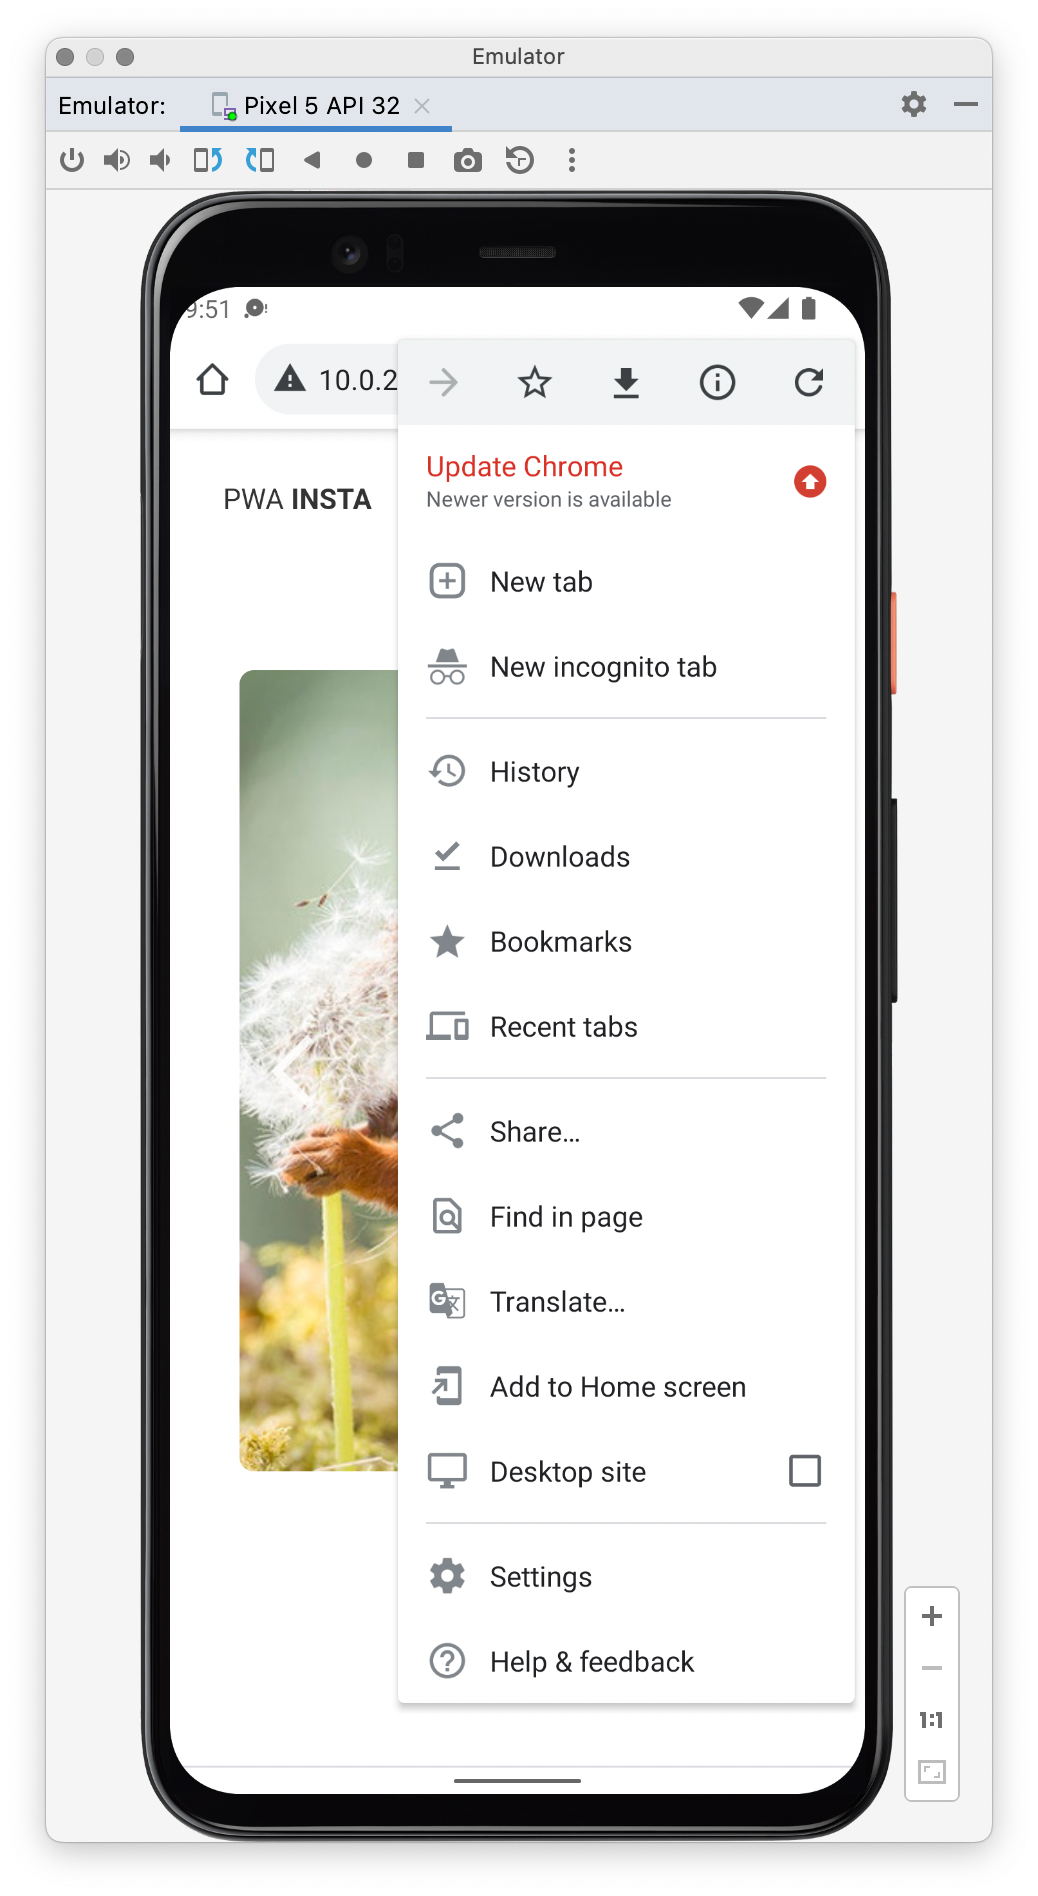 Emulator
Emulator: Pixel 5 API 32
9:51
10.0.2
Update Chrome
Newer version is available
PWA INSTA
New tab
New incognito tab
History
Downloads
Bookmarks
Recent tabs
Share...
Find in page
Translate...
Add to Home screen
Desktop site
Settings
Help & feedback
1:1